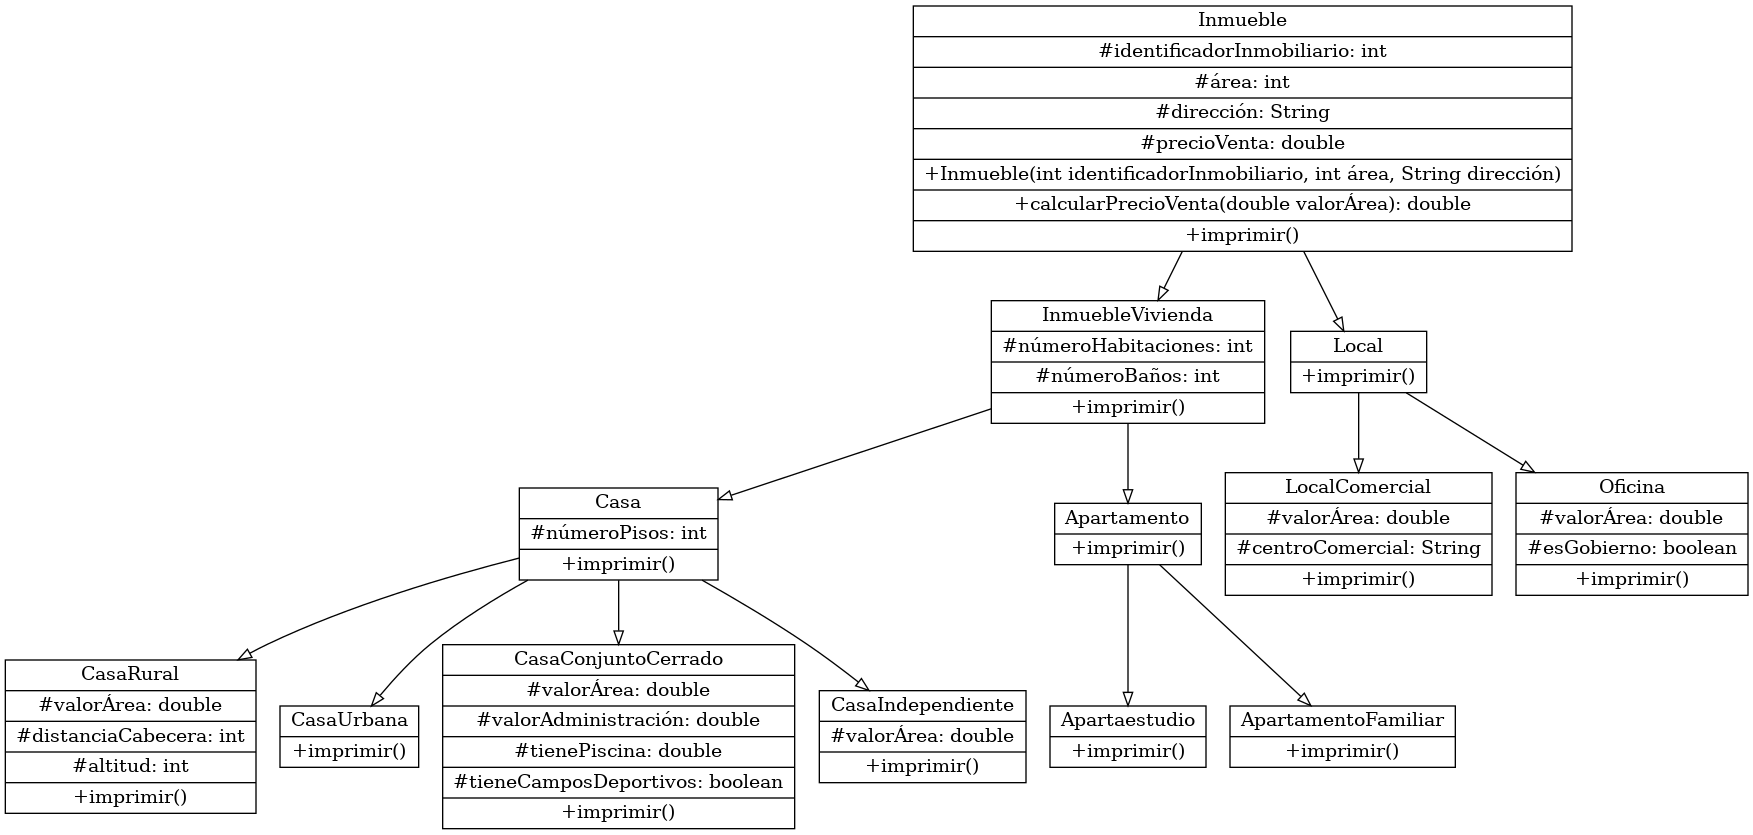 Inmueble
#identificadorInmobiliario: int
#área: int
#dirección: String
#precioVenta: double
+Inmueble(int identificadorInmobiliario, int área, String dirección)
+calcularPrecioVenta(double valorÁrea): double
+imprimir()
InmuebleVivienda
#númeroHabitaciones: int
#númeroBaños: int
+imprimir()
Local
+imprimir()
Casa
#númeroPisos: int
+imprimir()
Apartamento
+imprimir()
LocalComercial
#valorÁrea: double
#centroComercial: String
+imprimir()
Oficina
#valorÁrea: double
#esGobierno: boolean
+imprimir()
CasaRural
#valorÁrea: double
#distanciaCabecera: int
#altitud: int
+imprimir()
CasaUrbana
+imprimir()
CasaConjuntoCerrado
#valorÁrea: double
#valorAdministración: double
#tienePiscina: double
#tieneCamposDeportivos: boolean
+imprimir()
CasaIndependiente
#valorÁrea: double
+imprimir()
Apartaestudio
+imprimir()
ApartamentoFamiliar
+imprimir()